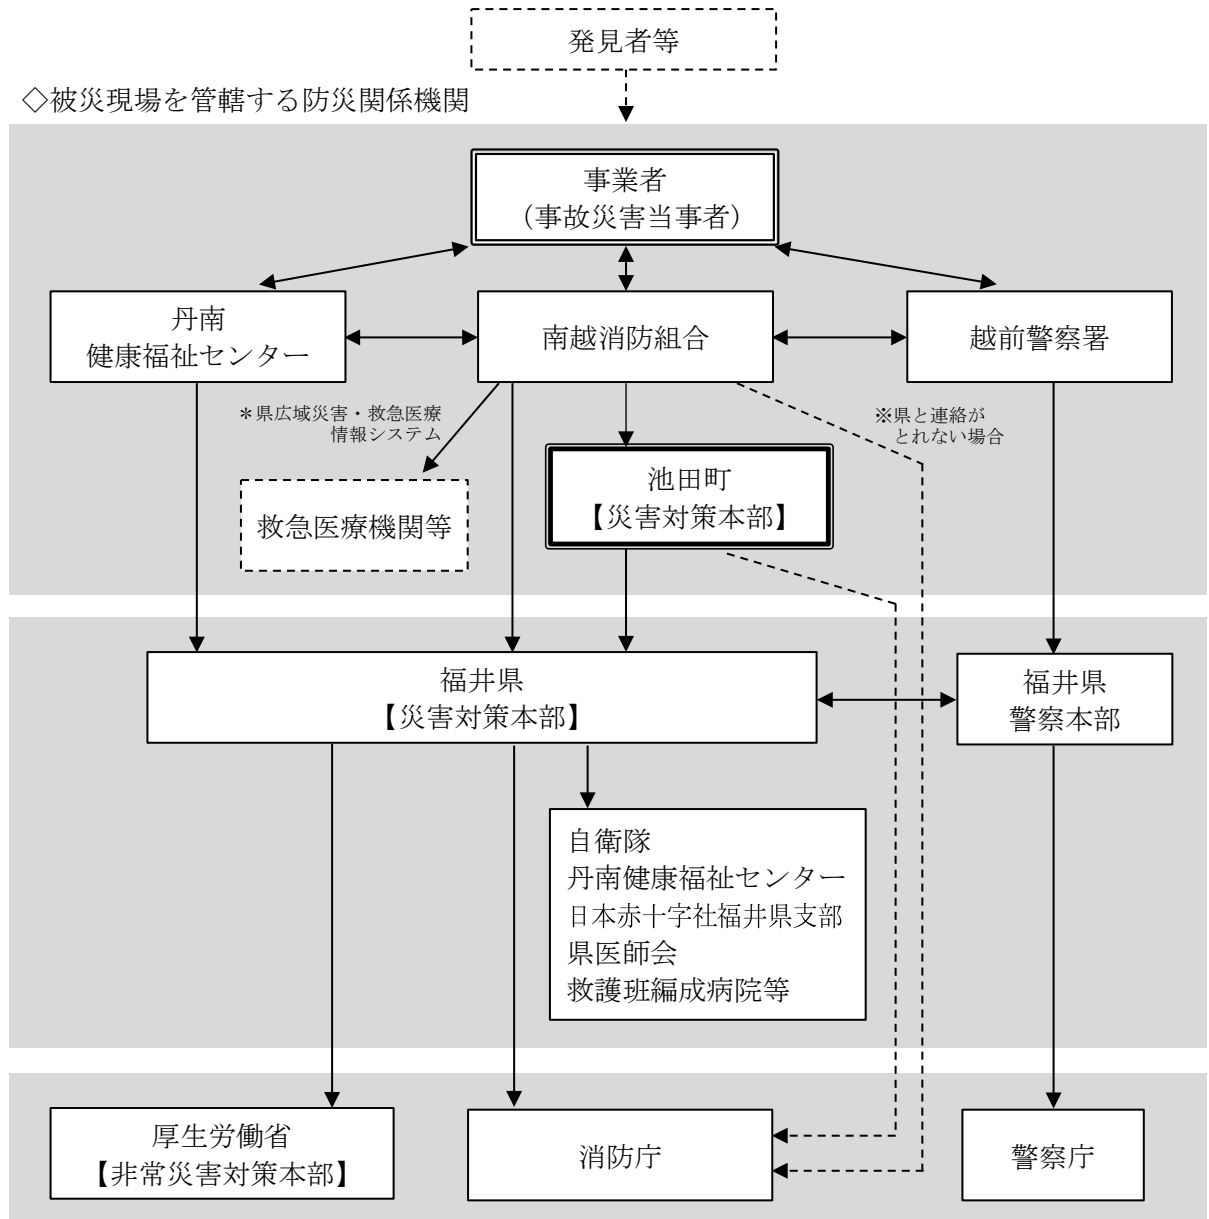 発見者等
◇被災現場を管轄する防災関係機関
事業者
（事故災害当事者）
丹南
健康福祉センター
南越消防組合
越前警察署
＊県広域災害・救急医療
情報システム
※県と連絡が
とれない場合
救急医療機関等
池田町
【災害対策本部】
福井県
【災害対策本部】
福井県
警察本部
自衛隊
丹南健康福祉センター
日本赤十字社福井県支部
県医師会
救護班編成病院等
厚生労働省
【非常災害対策本部】
消防庁
警察庁